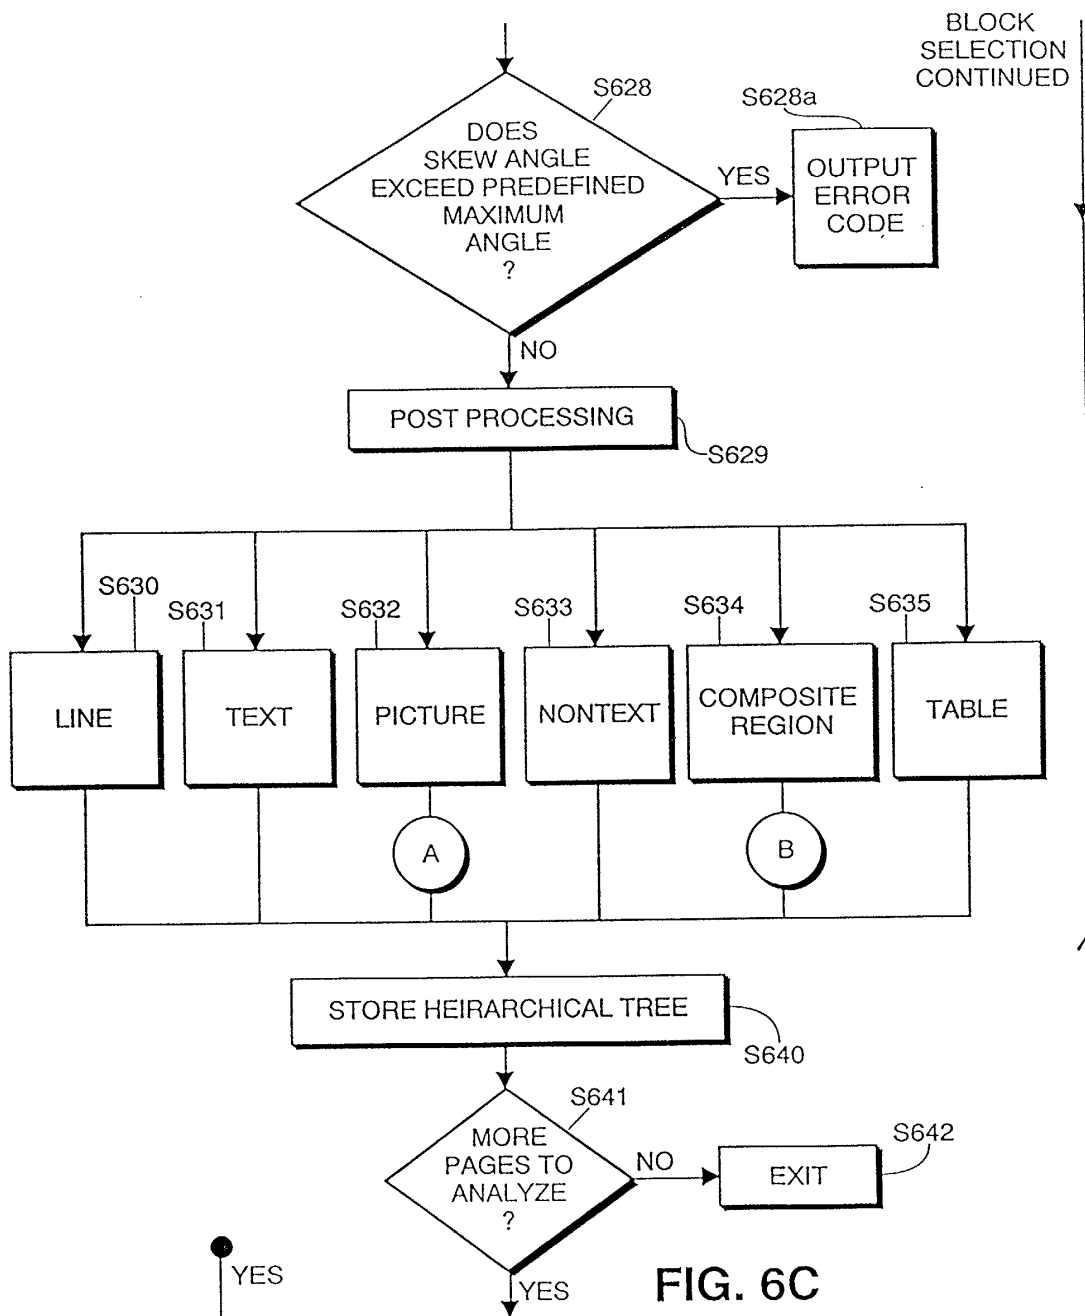 BLOCK
SELECTION
CONTINUED
S628
S628a
DOES
SKEW ANGLE
EXCEED PREDEFINED
MAXIMUM
ANGLE
?
YES
OUTPUT
ERROR
CODE
NO
POST PROCESSING
S629
S630
S631
S632
S633
S634
S635
LINE
TEXT
PICTURE
NONTEXT
COMPOSITE
REGION
TABLE
A
B
STORE HEIRARCHICAL TREE
S640
S641
MORE
PAGES TO
ANALYZE
?
NO
EXIT
S642
YES
YES
FIG. 6C